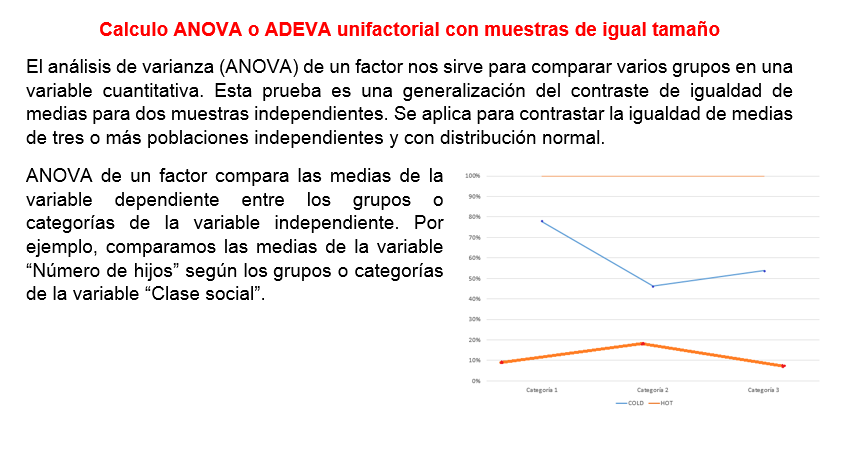 Calculo ANOVA o ADEVA unifactorial con muestras de igual tamaño
El análisis de varianza (ANOVA) de un factor nos sirve para comparar varios grupos en una
variable cuantitativa. Esta prueba es una generalización del contraste de igualdad de
medias para dos muestras independientes. Se aplica para contrastar la igualdad de medias
de tres o más poblaciones independientes y con distribución normal.
ANOVA de un factor compara las medias de la
variable dependiente entre los grupos o
categorías de la variable independiente. Por
ejemplo, comparamos las medias de la variable
“Número de hijos” según los grupos o categorías
de la variable “Clase social”.
100%
90%
80%
70%
60%
50%
40%
30%
20%
10%
0%
Categoría 1 Categoría 2 Categoría 3
COLD HOT